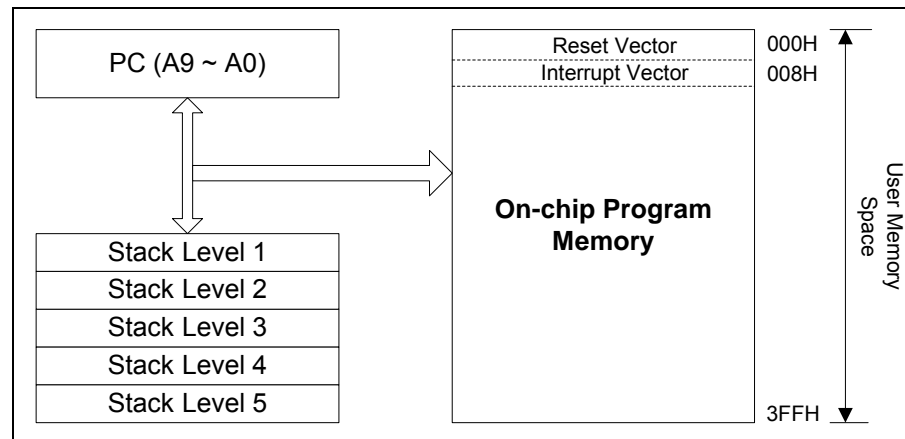 PC (A9 ~ A0)
Stack Level 1
Stack Level 2
Stack Level 3
Stack Level 4
Stack Level 5
Reset Vector
000H
Interrupt Vector
008H
On-chip Program
Memory
3FFH
User Memory
Space